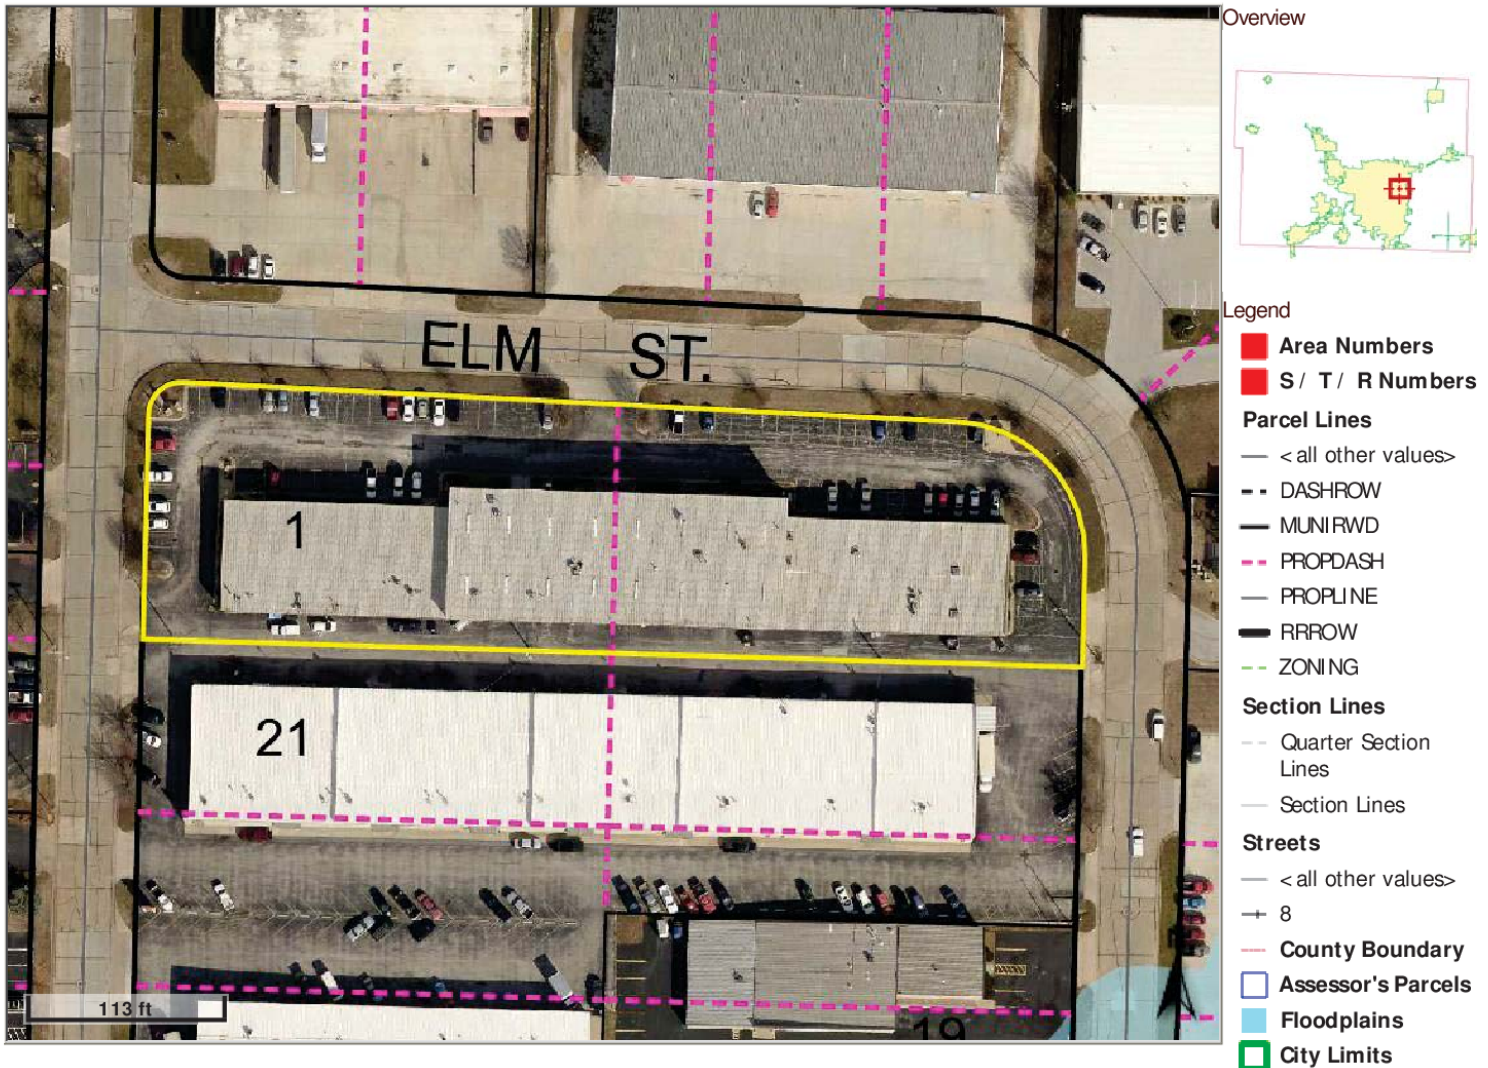 ELM ST.
1
21
19
113 ft
Overview
Legend
Area Numbers
S / T / R Numbers
Parcel Lines
<all other values>
DASHROW
MUNIRWD
PROPDASH
PROPLINE
RRROW
ZONING
Section Lines
Quarter Section
Lines
Section Lines
Streets
<all other values>
8
County Boundary
Assessor's Parcels
Floodplains
City Limits